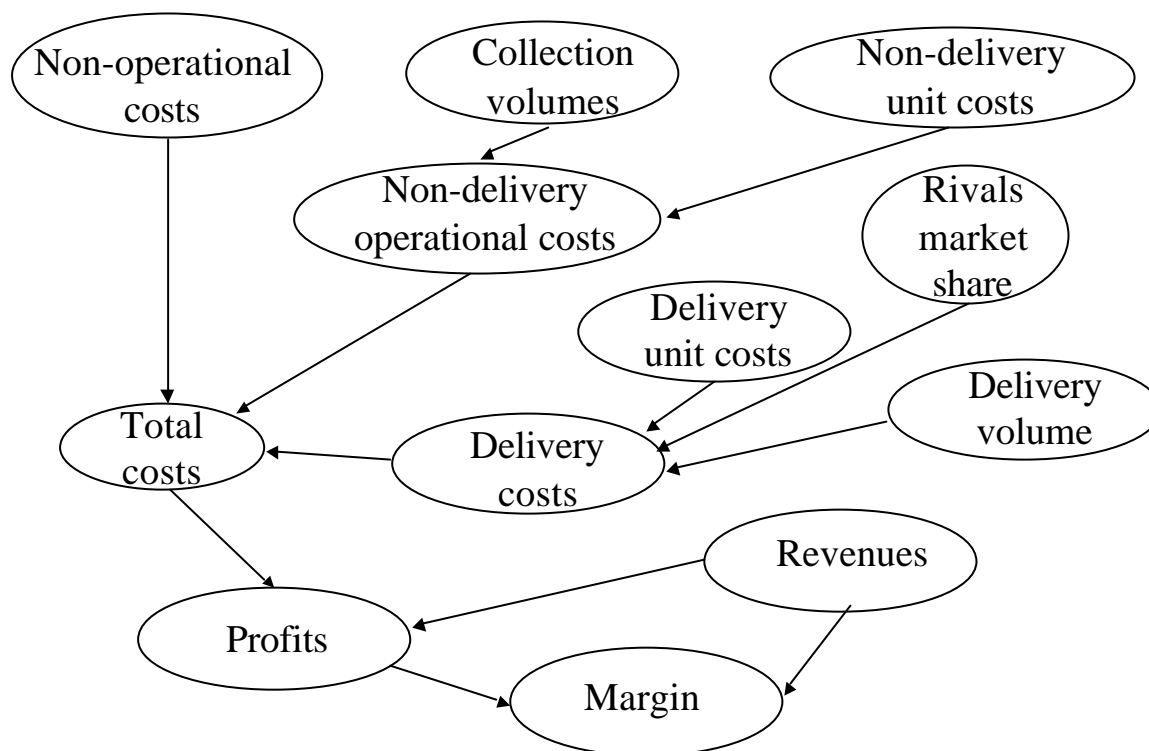 Non-operational
costs
Collection
volumes
Non-delivery
unit costs
Non-delivery
operational costs
Rivals
market
share
Delivery
unit costs
Delivery
volume
Total
costs
Delivery
costs
Revenues
Profits
Margin